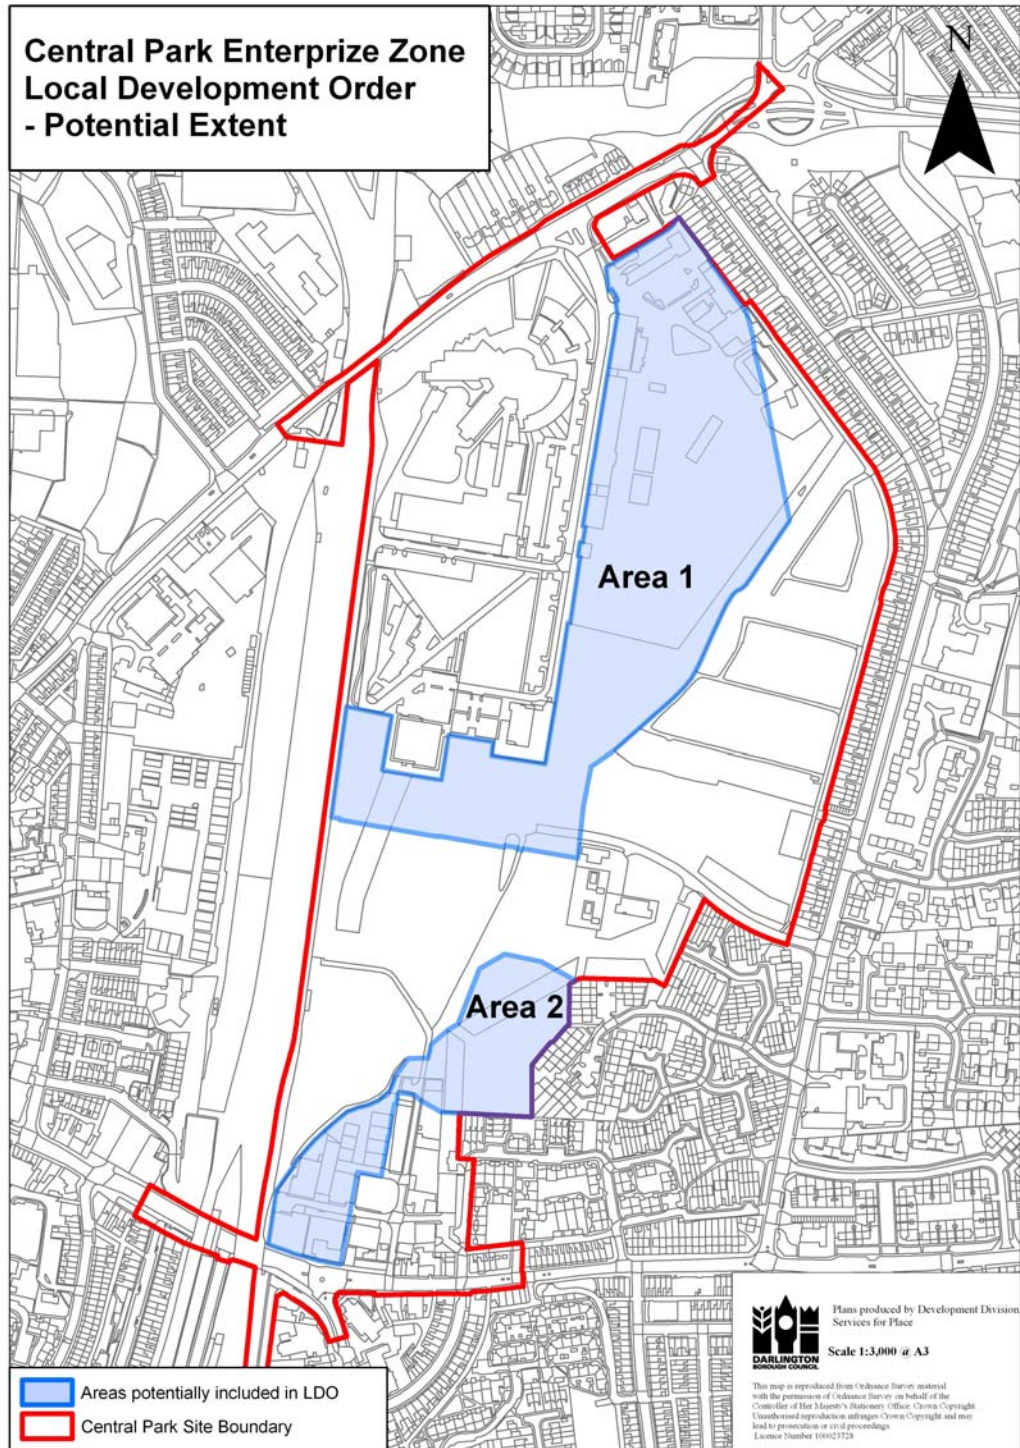 Central Park Enterprize Zone
Local Development Order
- Potential Extent
N
Area 1
Area 2
Areas potentially included in LDO
Central Park Site Boundary
DARLINGTON
BOROUGH COUNCIL
Plans produced by Development Division
Services for Place
Scale 1:3,000 @ A3
This map is reproduced from Ordnance Survey material
with the permission of Ordnance Survey on behalf of the
Controller of Her Majesty's Stationery Office Crown Copyright
Unauthorised reproduction infringes Crown Copyright and may
lead to prosecution or civil proceedings
Licence Number 100023728